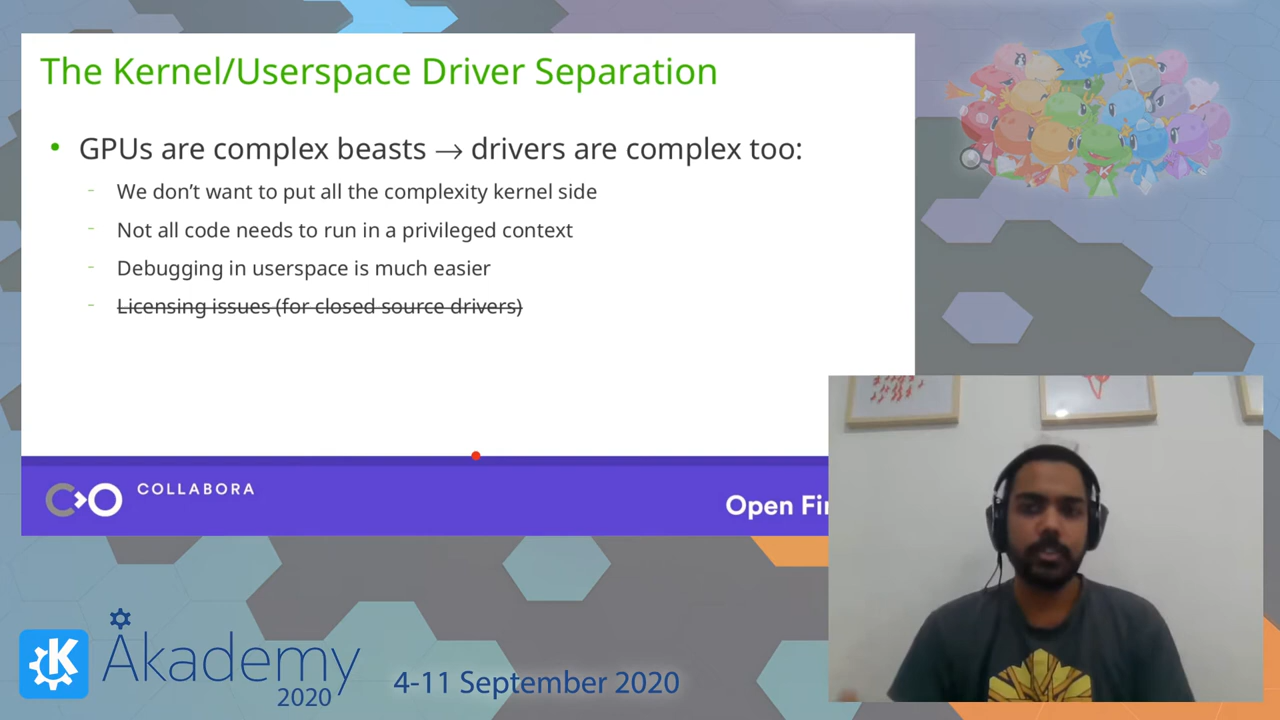 The Kernel/Userspace Driver Separation
GPUs are complex beasts → drivers are complex too:
We don't want to put all the complexity kernel side
Not all code needs to run in a privileged context
Debugging in userspace is much easier
Licensing issues (for closed source drivers)
COLLABORA
Open
Akademy
2020
4-11 September 2020